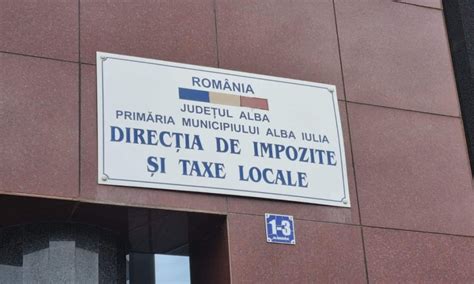 ROMÂNIA
JUDEȚUL ALBA
PRIMĂRIA MUNICIPIULUI ALBA IULIA
DIRECȚIA DE IMPOZITE
ȘI TAXE LOCALE
1-3